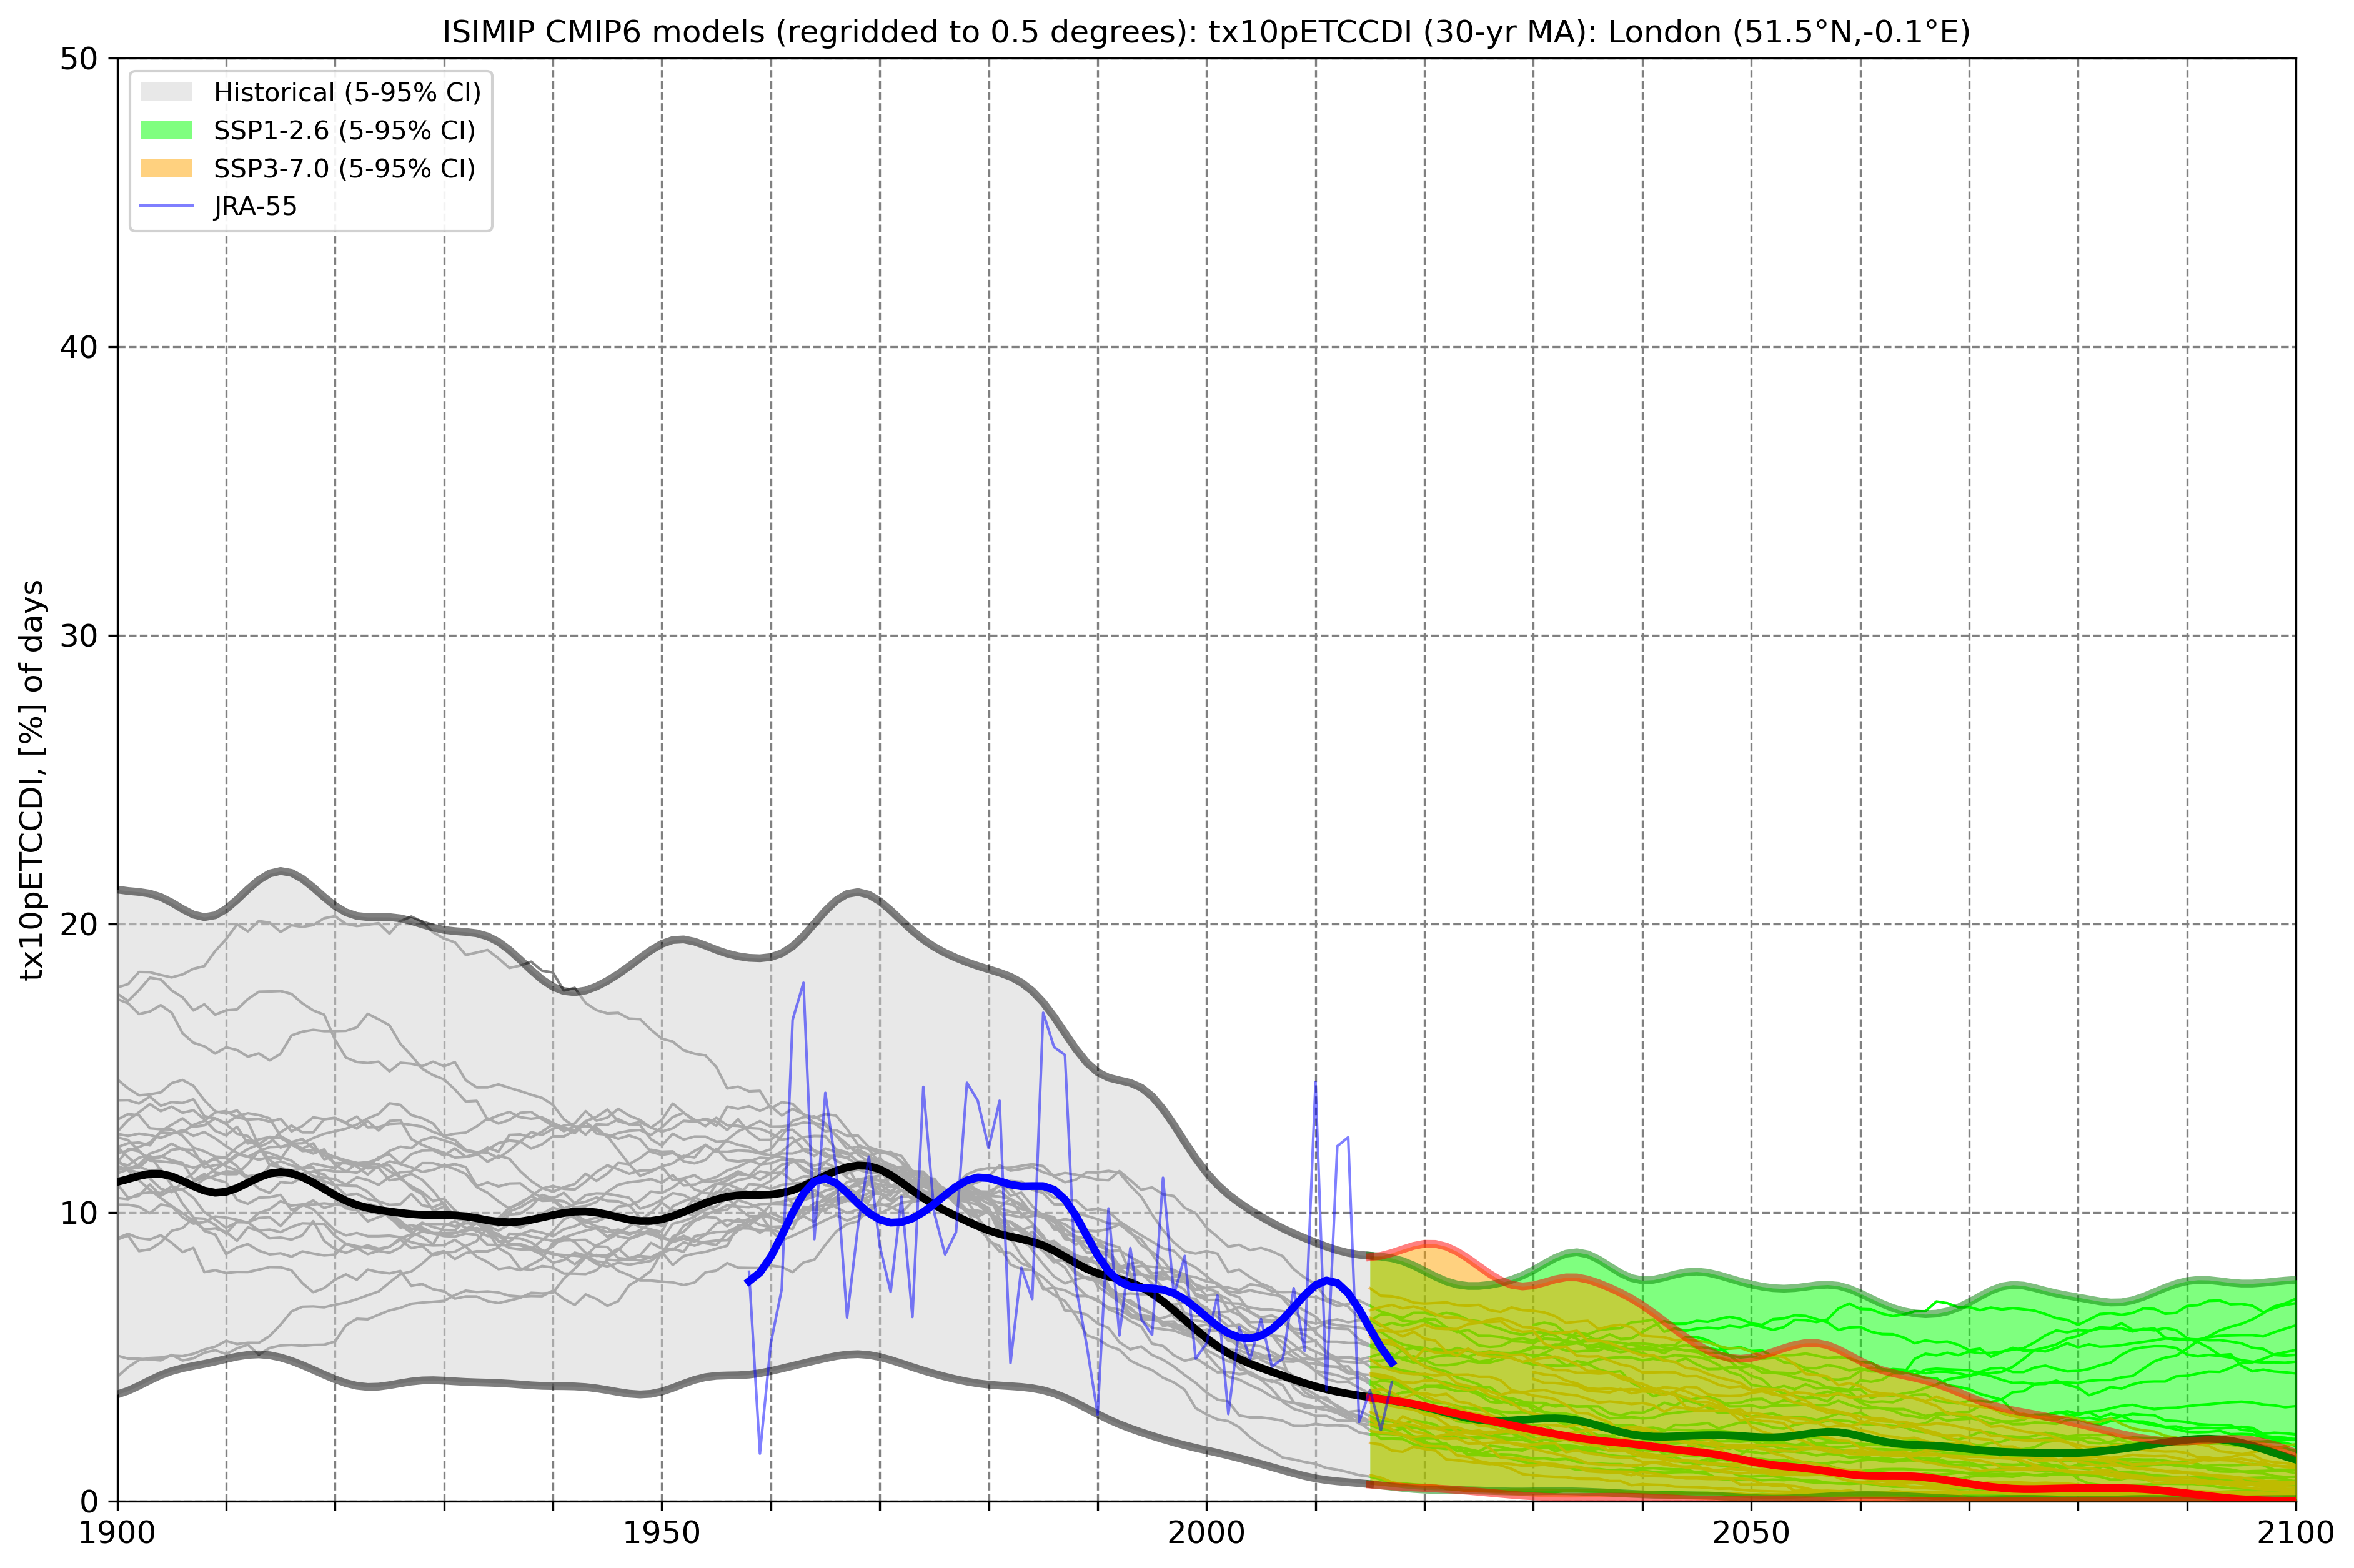 ISIMIP CMIP6 models (regridded to 0.5 degrees): tx10pETCCDI (30-yr MA): London (51.5°N,-0.1°E)
Historical (5-95% CI)
SSP1-2.6 (5-95% CI)
SSP3-7.0 (5-95% CI)
JRA-55
tx10pETCCDI, [%] of days
50
40
30
20
10
0
1900
1950
2000
2050
2100